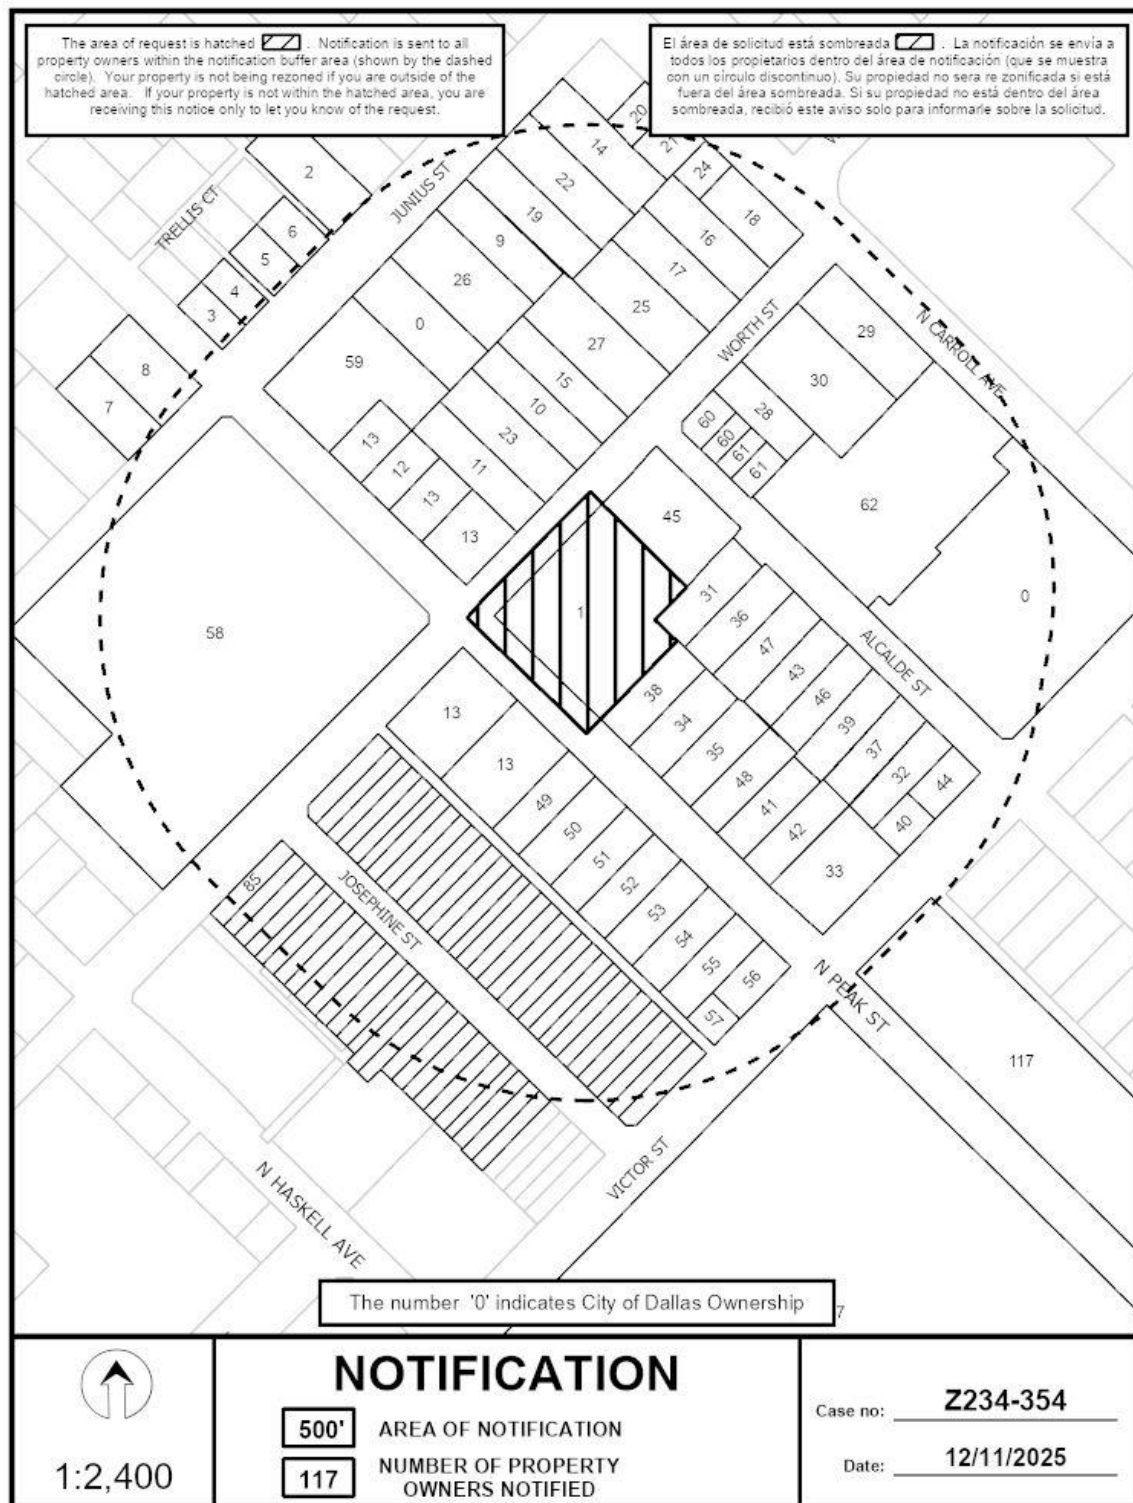 The area of request is hatched . Notification is sent to all
property owners within the notification buffer area (shown by the dashed
circle). Your property is not being rezoned if you are outside of the
hatched area. If your property is not within the hatched area, you are
receiving this notice only to let you know of the request.
El área de solicitud está sombreada . La notificación se envía a
todos los propietarios dentro del área de notificación (que se muestra
con un círculo discontinuo). Su propiedad no sera re zonificada si está
fuera del área sombreada. Si su propiedad no está dentro del área
sombreada, recibió este aviso solo para informarle sobre la solicitud.
20
21
14
24
2
22
18
JUNIUS ST
TRELLIS CT
19
16
6
9
5
17
26
4
25
3
0
WORTH ST
N CARROLL AVE
29
27
59
8
15
30
10
28
7
60
23
13
60
61
12
11
61
13
45
62
13
31
0
1
36
58
47
ALCALDE ST
43
38
46
13
34
39
35
37
13
48
32
44
49
41
40
50
42
51
33
85
JOSEPHINE ST
52
53
54
55
56
N PEAK ST
57
117
VICTOR ST
N HASKELL AVE
The number '0' indicates City of Dallas Ownership
7
1:2,400
NOTIFICATION
500' AREA OF NOTIFICATION
117 NUMBER OF PROPERTY
OWNERS NOTIFIED
Case no: Z234-354
Date: 12/11/2025